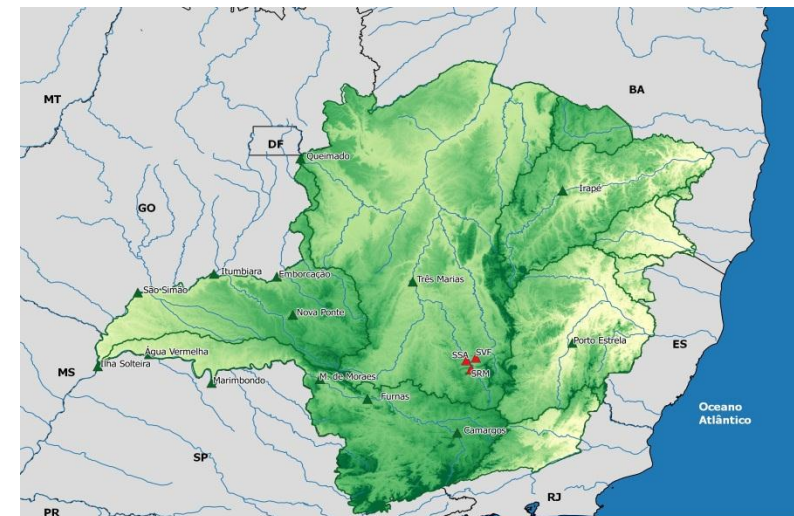 MT
BA
DF
Queimado
Irapé
GO
Itumbiara
Emborcação
São Simão
Três Marias
Nova Ponte
Porto Estrela
ES
Água Vermelha
SSA
SVF
Ilha Solteira
MS
SRM
Marimbondo
M. de Moraes
Furnas
Oceano
Atlântico
Camargos
SP
RJ
PR